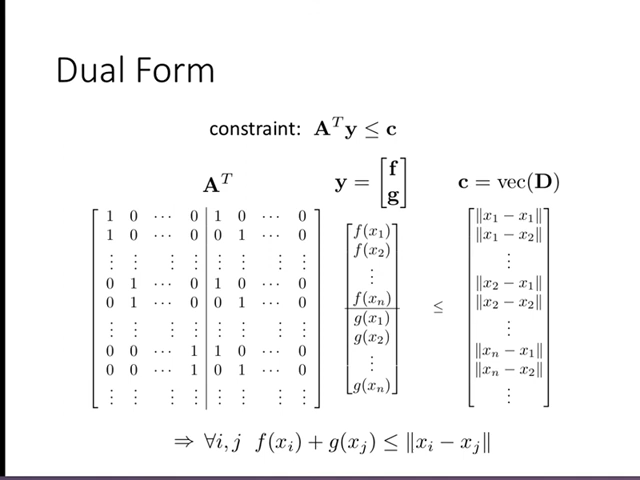 Dual Form
constraint: A^T y ≤ c
A^T y = [f g] c = vec(D)
1 0 ⋯ 0 | 1 0 ⋯ 0
1 0 ⋯ 0 | 0 1 ⋯ 0
⋮ ⋮ ⋮ ⋮ | ⋮ ⋮ ⋮ ⋮
0 1 ⋯ 0 | 1 0 ⋯ 0
0 1 ⋯ 0 | 0 1 ⋯ 0
⋮ ⋮ ⋮ ⋮ | ⋮ ⋮ ⋮ ⋮
0 0 ⋯ 1 | 1 0 ⋯ 0
0 0 ⋯ 1 | 0 1 ⋯ 0
⋮ ⋮ ⋮ ⋮ | ⋮ ⋮ ⋮ ⋮
f(x₁)
f(x₂)
⋮
f(xₙ)
g(x₁)
g(x₂)
⋮
g(xₙ)
≤
‖x₁ − x₁‖
‖x₁ − x₂‖
⋮
‖x₂ − x₁‖
‖x₂ − x₂‖
⋮
‖xₙ − x₁‖
‖xₙ − x₂‖
⋮
⇒ ∀i, j f(xᵢ) + g(xⱼ) ≤ ‖xᵢ − xⱼ‖